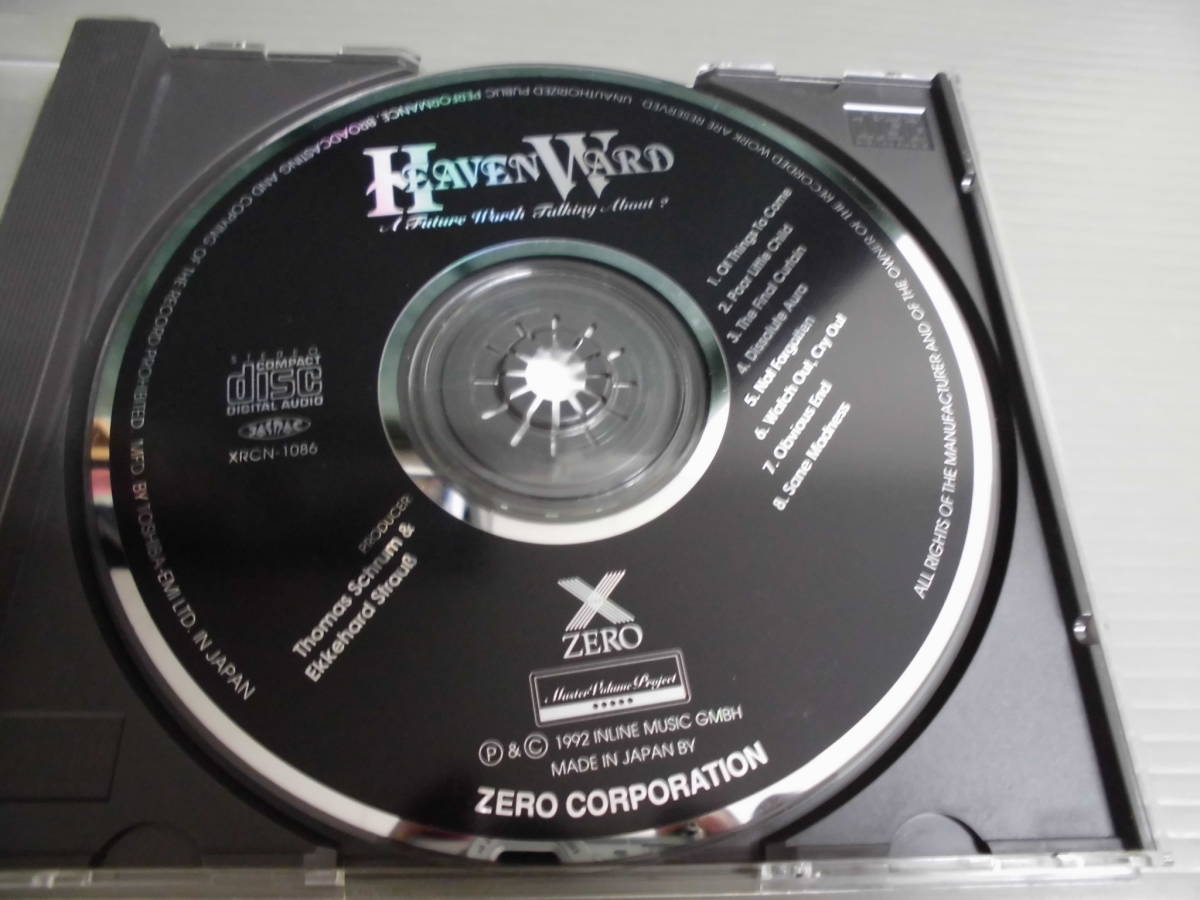 HEAVENWARD
A Future Worth Talking About?
1. Of Things To Come
2. Poor Little Child
3. The Final Curtain
4. Dissolute Aura
5. Not Forgotten
6. Watch Out, Cry Out
7. Obvious End
8. Sane Madness
STEREO
COMPACT
disc
DIGITAL AUDIO
JASRAC
XRCN-1086
PRODUCER
Thomas Schrum &
Ekkehard Strauß
ZERO
Master Volume Project
Ⓟ & © 1992 INLINE MUSIC GMBH
MADE IN JAPAN BY
ZERO CORPORATION
ALL RIGHTS OF THE MANUFACTURER AND OF THE OWNER OF THE RECORDED WORK ARE RESERVED. UNAUTHORIZED PUBLIC PERFORMANCE, BROADCASTING AND COPYING OF THE RECORD PROHIBITED. MFD. BY TOSHIBA-EMI LTD. IN JAPAN